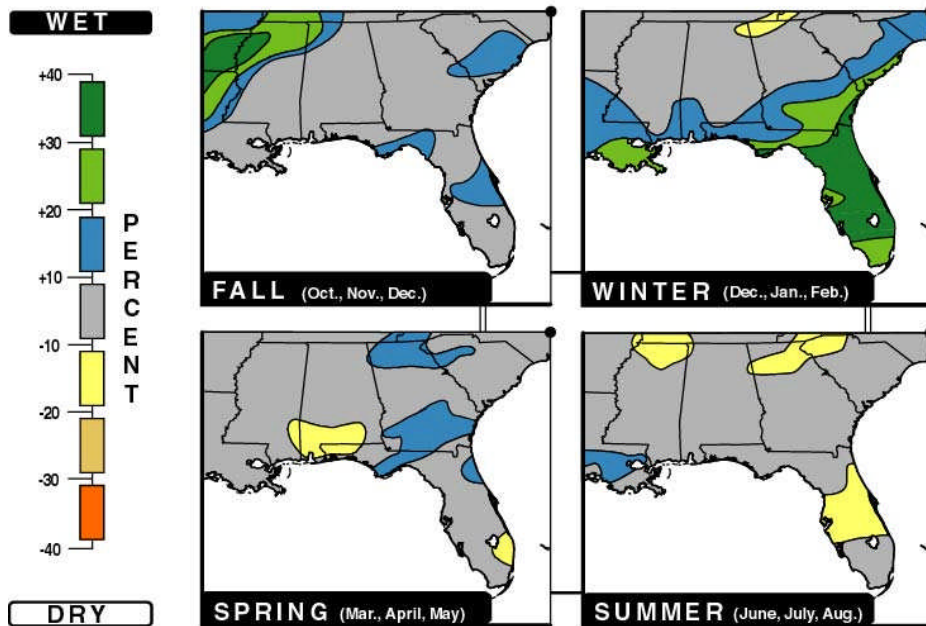 WET
+40
+30
+20
+10
-10
-20
-30
-40
PERCENT
DRY
FALL (Oct., Nov., Dec.)
WINTER (Dec., Jan., Feb.)
SPRING (Mar., April, May)
SUMMER (June, July, Aug.)